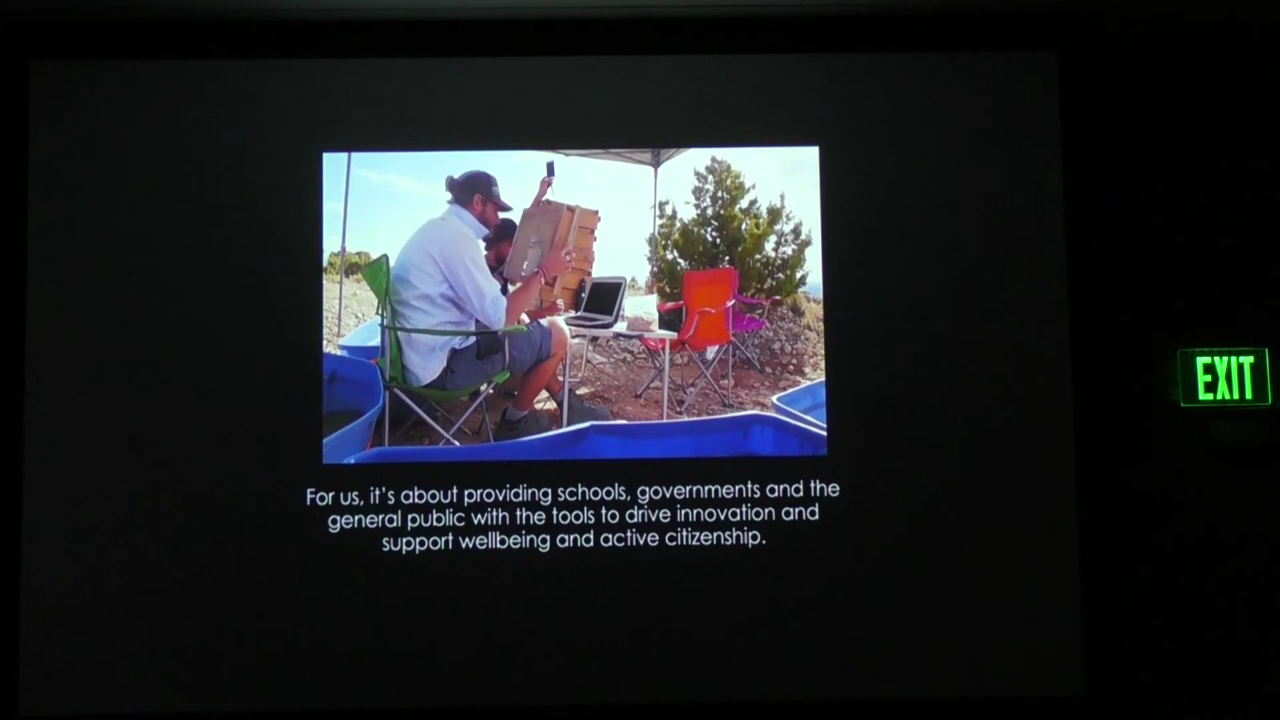 For us, it's about providing schools, governments and the
general public with the tools to drive innovation and
support wellbeing and active citizenship.
EXIT